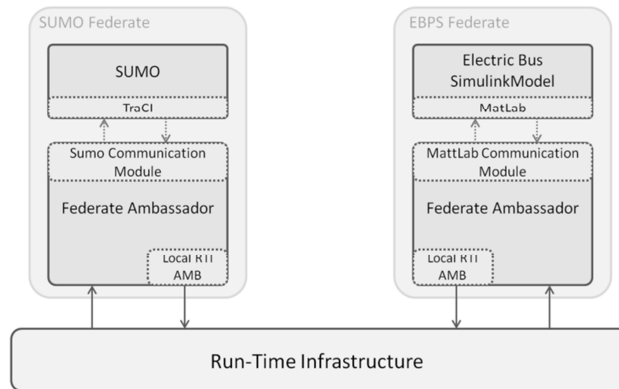 SUMO Federate
SUMO
TraCI
Sumo Communication
Module
Federate Ambassador
Local RTI
AMB
EBPS Federate
Electric Bus
SimulinkModel
MatLab
MattLab Communication
Module
Federate Ambassador
Local RTI
AMB
Run-Time Infrastructure